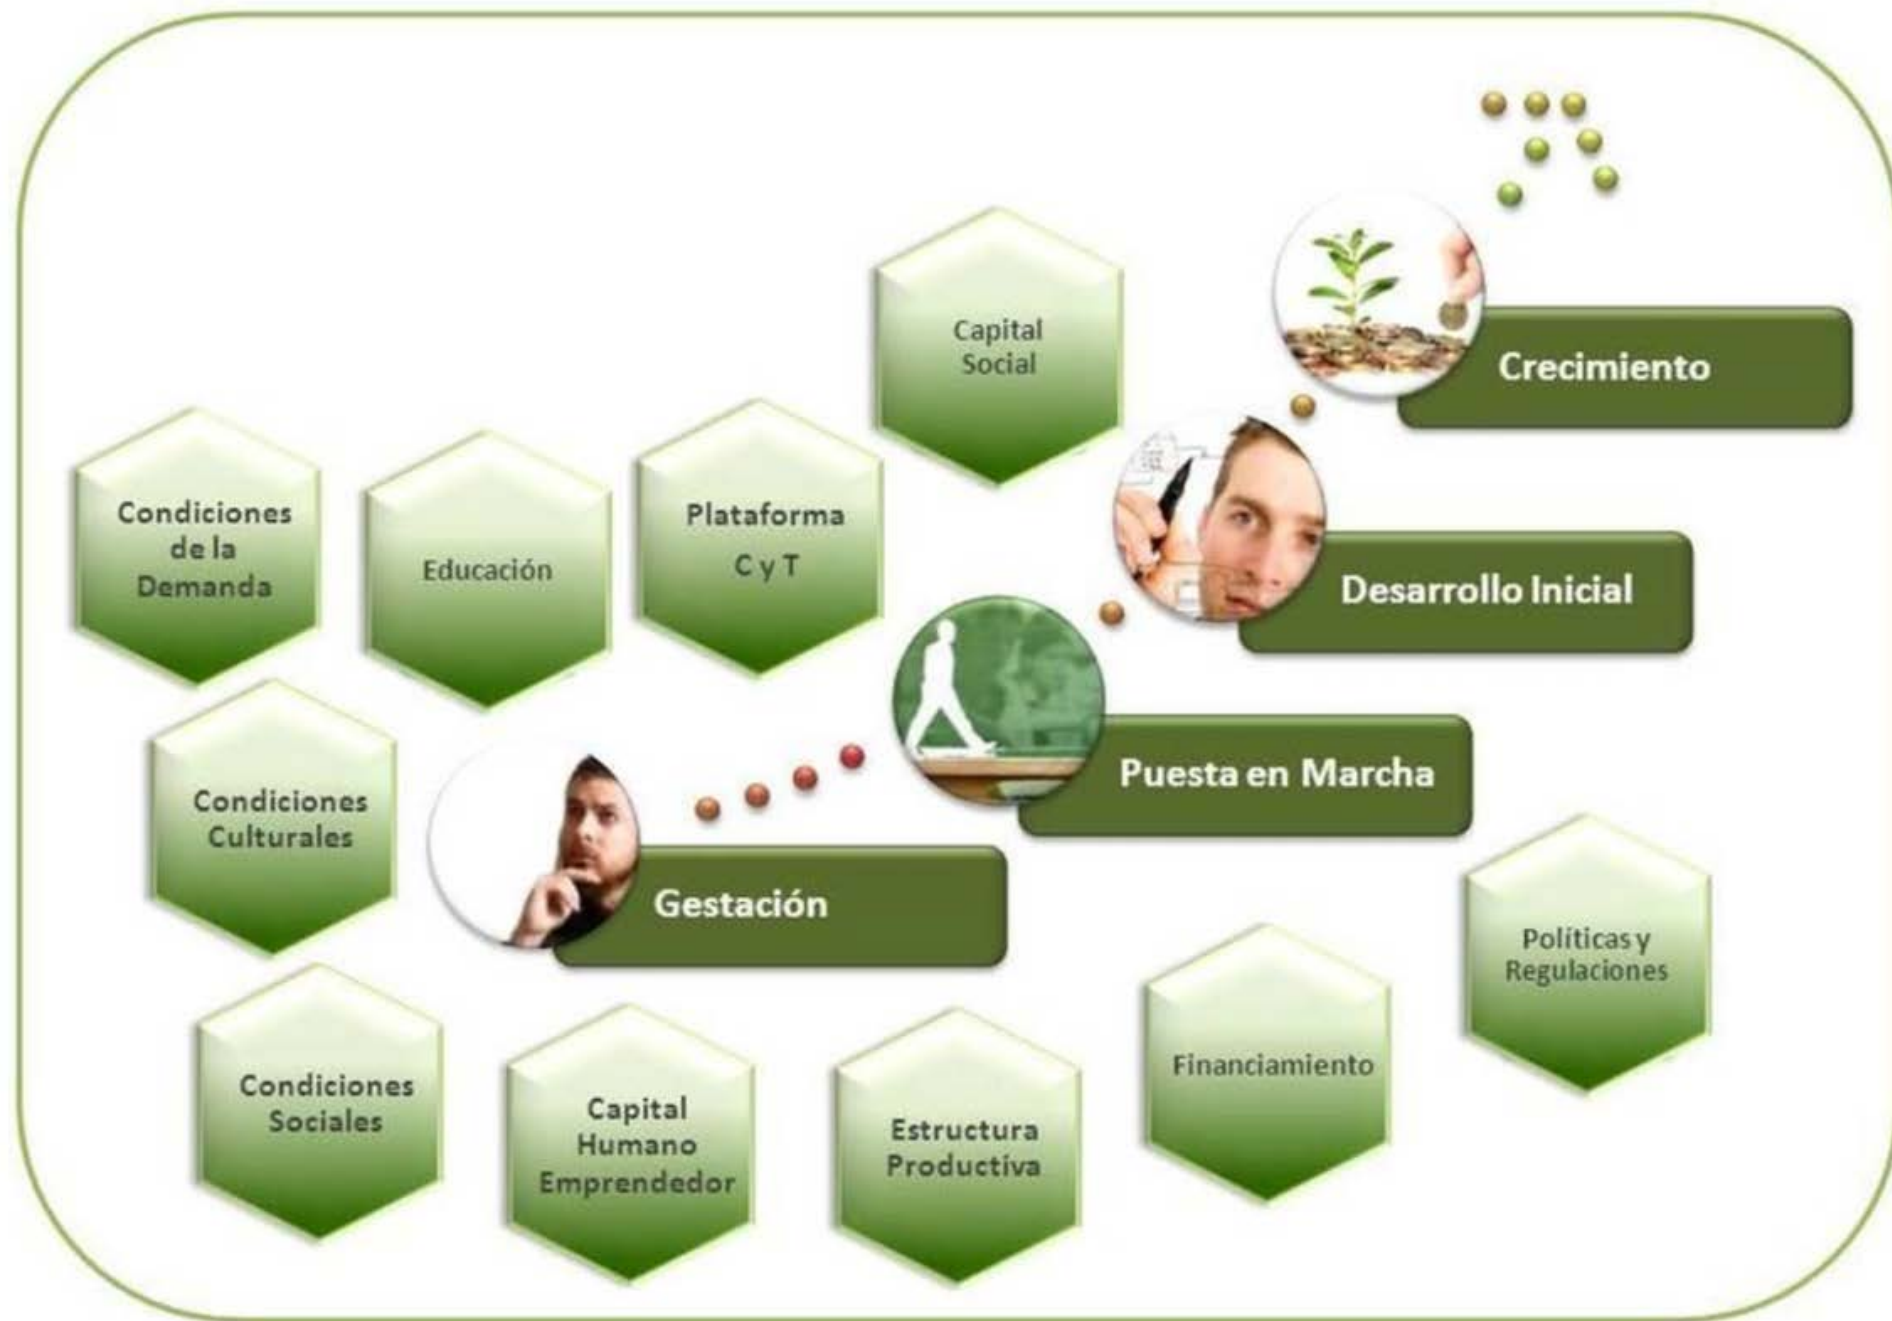 Capital
Social
Crecimiento
Condiciones
de la
Demanda
Educación
Plataforma
C y T
Desarrollo Inicial
Condiciones
Culturales
Puesta en Marcha
Gestación
Políticas y
Regulaciones
Financiamiento
Condiciones
Sociales
Capital
Humano
Emprendedor
Estructura
Productiva